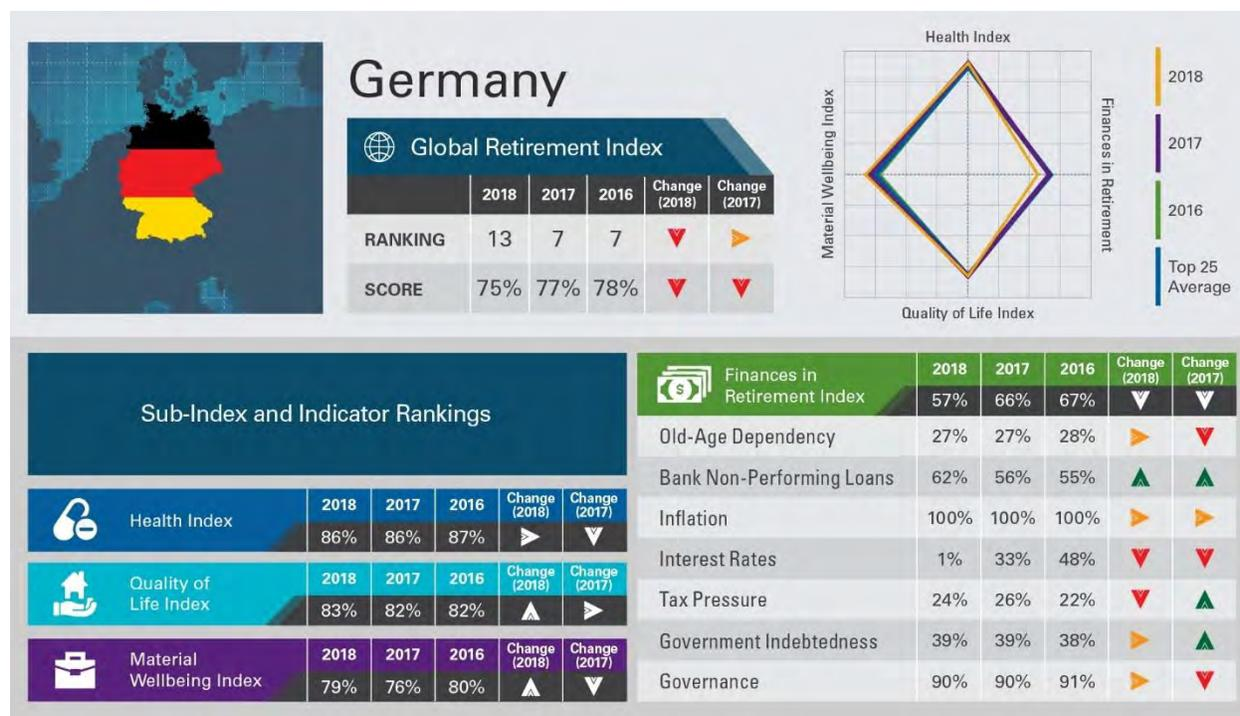 Germany
Global Retirement Index
2018 2017 2016 Change (2018) Change (2017)
RANKING 13 7 7
SCORE 75% 77% 78%
Health Index
Material Wellbeing Index
Finances in Retirement
Quality of Life Index
2018
2017
2016
Top 25
Average
Sub-Index and Indicator Rankings
Health Index
2018 2017 2016 Change (2018) Change (2017)
86% 86% 87%
Quality of
Life Index
2018 2017 2016 Change (2018) Change (2017)
83% 82% 82%
Material
Wellbeing Index
2018 2017 2016 Change (2018) Change (2017)
79% 76% 80%
$
Finances in
Retirement Index
2018 2017 2016 Change (2018) Change (2017)
57% 66% 67%
Old-Age Dependency 27% 27% 28%
Bank Non-Performing Loans 62% 56% 55%
Inflation 100% 100% 100%
Interest Rates 1% 33% 48%
Tax Pressure 24% 26% 22%
Government Indebtedness 39% 39% 38%
Governance 90% 90% 91%